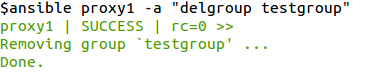 $ansible proxy1 -a "delgroup testgroup"
proxy1 | SUCCESS | rc=0 >>
Removing group `testgroup' ...
Done.